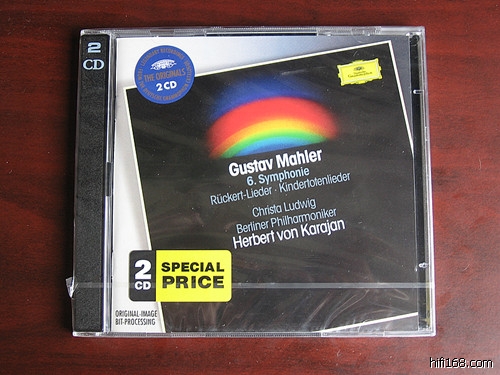 2
CD
THE ORIGINALS
2 CD
Gustav Mahler
6. Symphonie
Rückert-Lieder · Kindertotenlieder
Christa Ludwig
Berliner Philharmoniker
Herbert von Karajan
2
CD
SPECIAL
PRICE
ORIGINAL-IMAGE
BIT-PROCESSING
hifi168.com